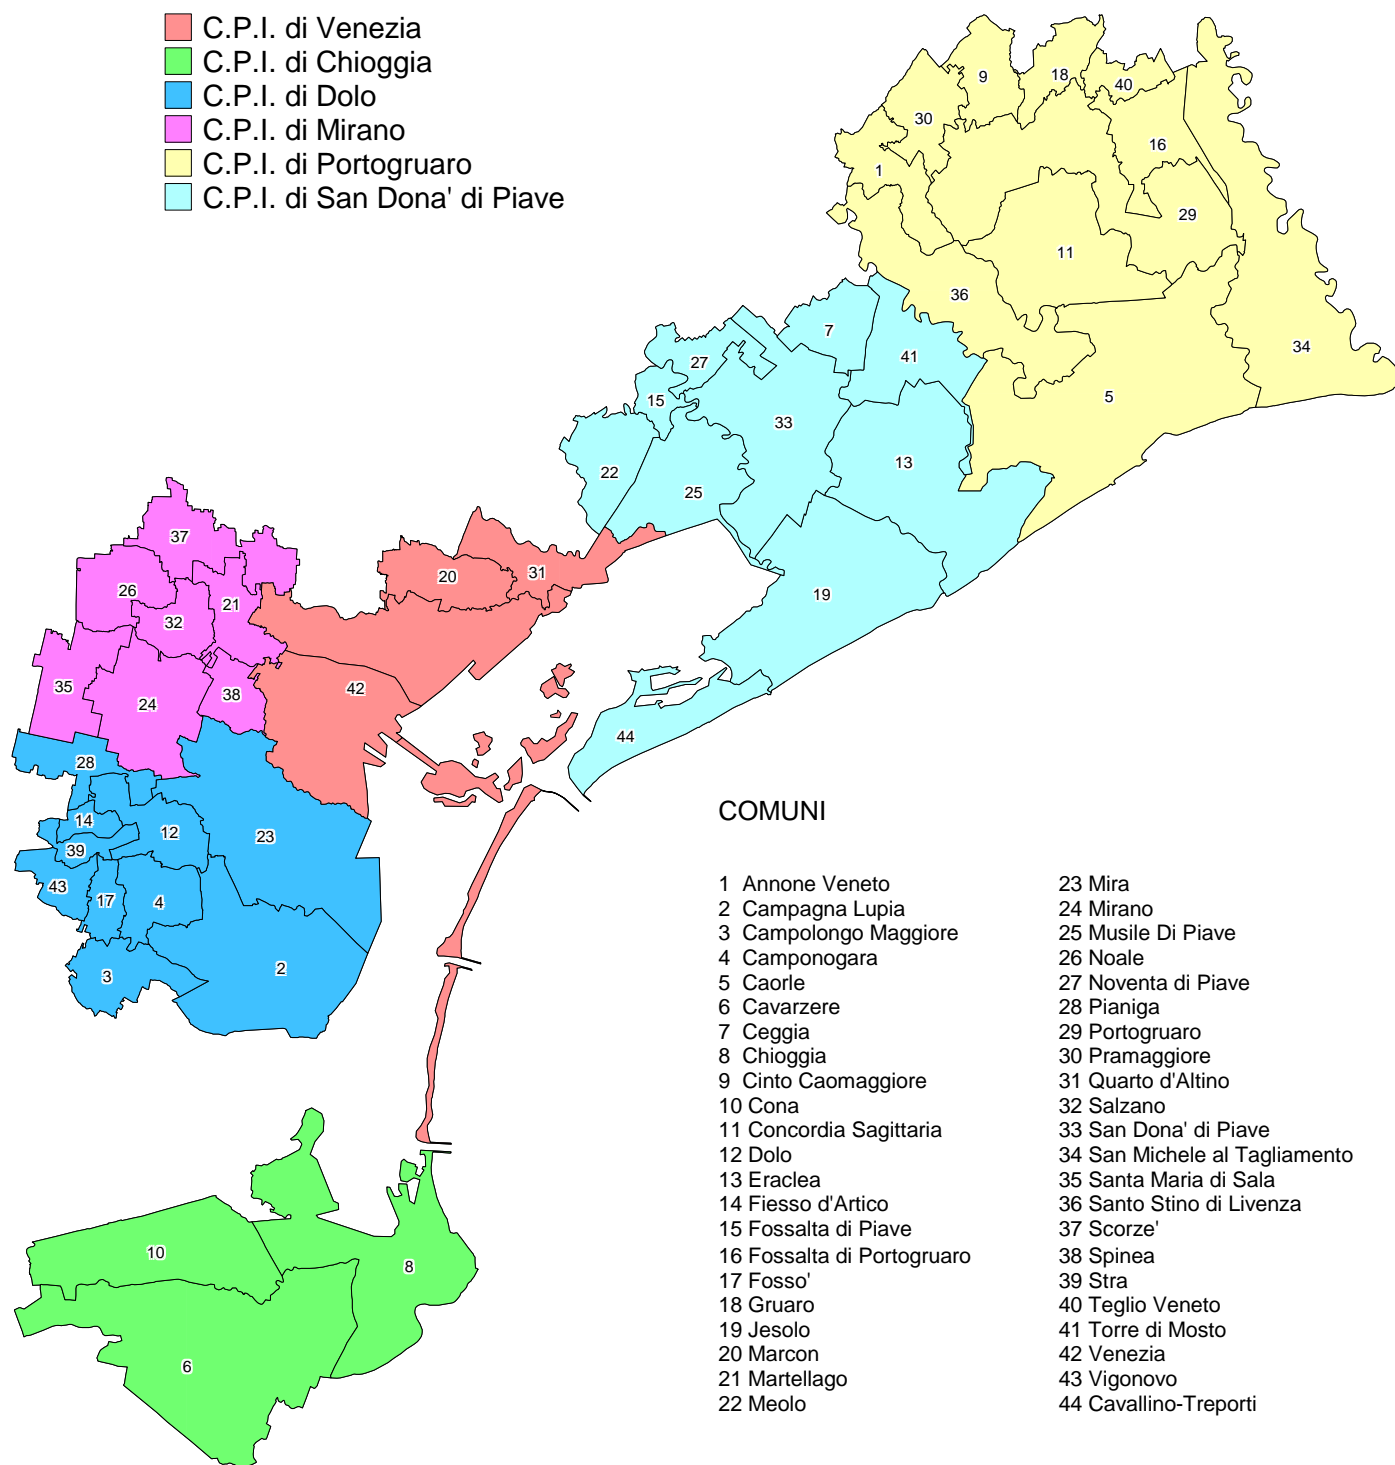 C.P.I. di Venezia
C.P.I. di Chioggia
C.P.I. di Dolo
C.P.I. di Mirano
C.P.I. di Portogruaro
C.P.I. di San Dona' di Piave
9
18
40
30
16
1
29
11
36
34
7
41
27
5
15
33
13
22
25
37
20
31
26
21
19
32
35
42
38
24
44
28
14
12
23
39
43
17
4
3
2
10
8
6
COMUNI
1 Annone Veneto
2 Campagna Lupia
3 Campolongo Maggiore
4 Camponogara
5 Caorle
6 Cavarzere
7 Ceggia
8 Chioggia
9 Cinto Caomaggiore
10 Cona
11 Concordia Sagittaria
12 Dolo
13 Eraclea
14 Fiesso d'Artico
15 Fossalta di Piave
16 Fossalta di Portogruaro
17 Fosso'
18 Gruaro
19 Jesolo
20 Marcon
21 Martellago
22 Meolo
23 Mira
24 Mirano
25 Musile Di Piave
26 Noale
27 Noventa di Piave
28 Pianiga
29 Portogruaro
30 Pramaggiore
31 Quarto d'Altino
32 Salzano
33 San Dona' di Piave
34 San Michele al Tagliamento
35 Santa Maria di Sala
36 Santo Stino di Livenza
37 Scorze'
38 Spinea
39 Stra
40 Teglio Veneto
41 Torre di Mosto
42 Venezia
43 Vigonovo
44 Cavallino-Treporti